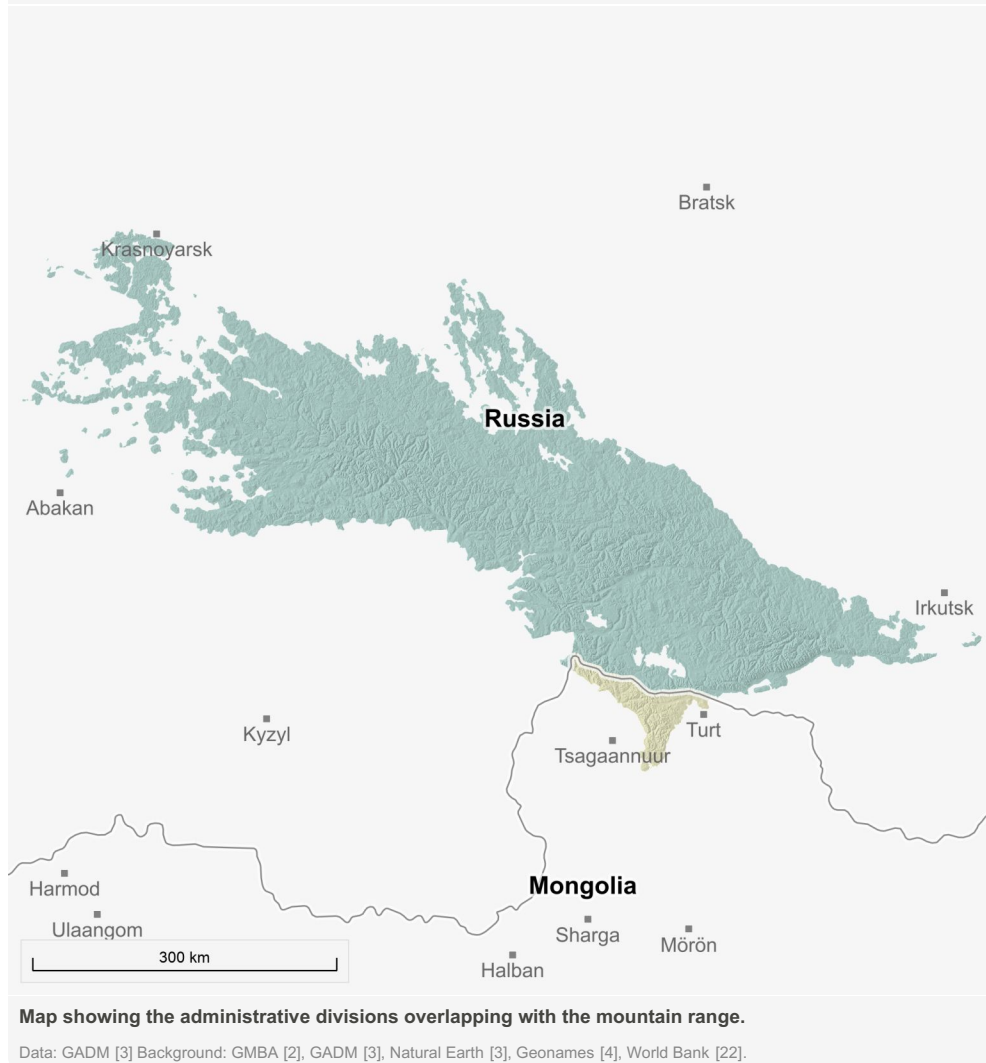 Bratsk
Krasnoyarsk
Russia
Abakan
Irkutsk
Kyzyl
Turt
Tsagaannuur
Harmod
Mongolia
Ulaangom
Sharga
Mörön
300 km
Halban
Map showing the administrative divisions overlapping with the mountain range.
Data: GADM [3] Background: GMBA [2], GADM [3], Natural Earth [3], Geonames [4], World Bank [22].